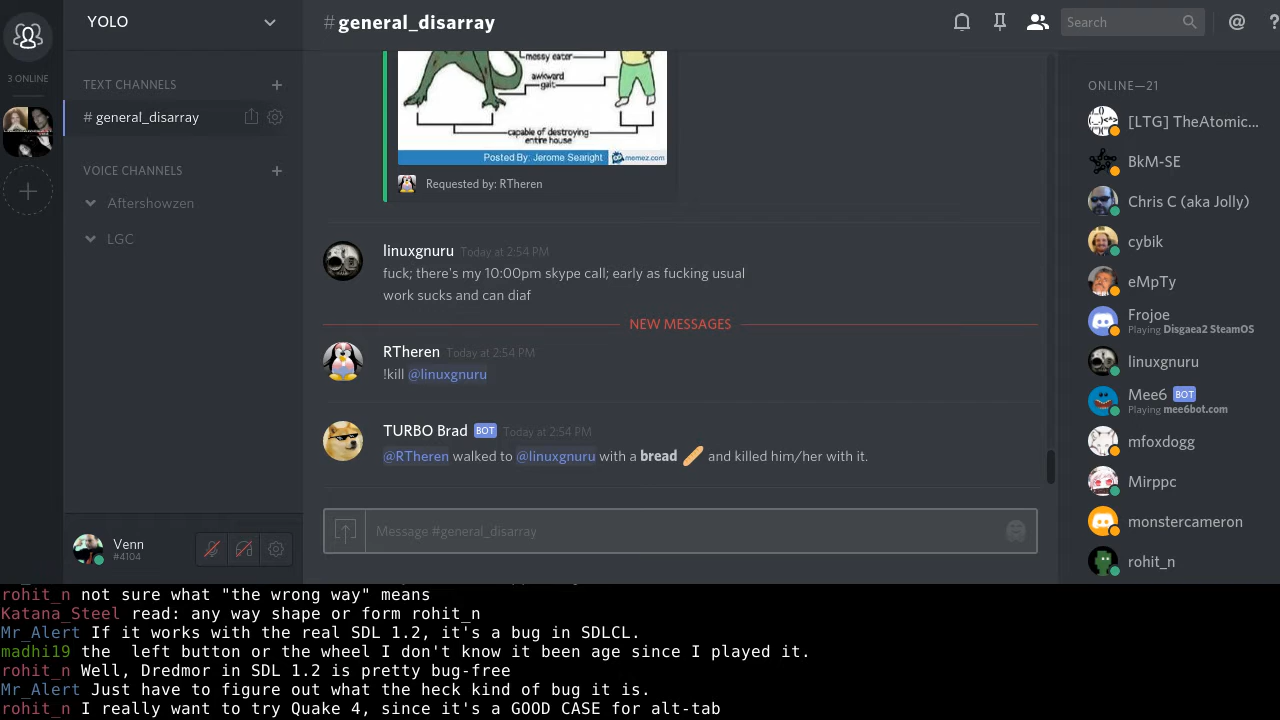 YOLO
3 ONLINE
TEXT CHANNELS
# general_disarray
VOICE CHANNELS
Aftershowzen
LGC
Venn
#4104
#general_disarray
Search
@
?
messy eater
awkward
gait
capable of destroying
entire house
Posted By: Jerome Searight memez.com
Requested by: RTheren
linuxgnuru Today at 2:54 PM
fuck; there's my 10:00pm skype call; early as fucking usual
work sucks and can diaf
NEW MESSAGES
RTheren Today at 2:54 PM
!kill @linuxgnuru
TURBO Brad BOT Today at 2:54 PM
@RTheren walked to @linuxgnuru with a bread and killed him/her with it.
Message #general_disarray
ONLINE—21
[LTG] TheAtomic...
BkM-SE
Chris C (aka Jolly)
cybik
eMpTy
Frojoe
Playing Disgaea2 SteamOS
linuxgnuru
Mee6 BOT
Playing mee6bot.com
mfoxdogg
Mirppc
monstercameron
rohit_n
rohit_n not sure what "the wrong way" means
Katana_Steel read: any way shape or form rohit_n
Mr_Alert If it works with the real SDL 1.2, it's a bug in SDLCL.
madhi19 the  left button or the wheel I don't know it been age since I played it.
rohit_n Well, Dredmor in SDL 1.2 is pretty bug-free
Mr_Alert Just have to figure out what the heck kind of bug it is.
rohit_n I really want to try Quake 4, since it's a GOOD CASE for alt-tab